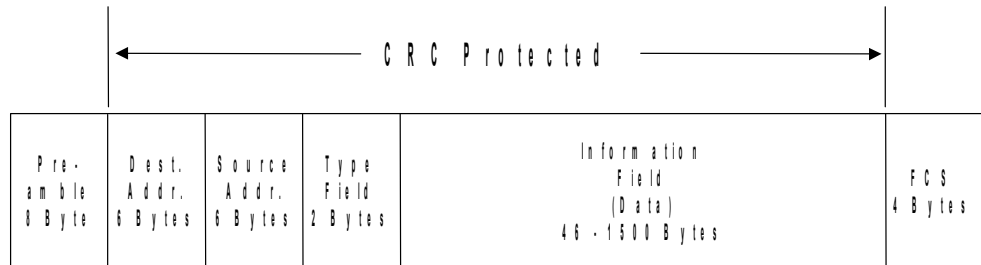 CRC Protected
Pre-
amble
8 Byte
Dest.
Addr.
6 Bytes
Source
Addr.
6 Bytes
Type
Field
2 Bytes
Information
Field
(Data)
46 - 1500 Bytes
FCS
4 Bytes